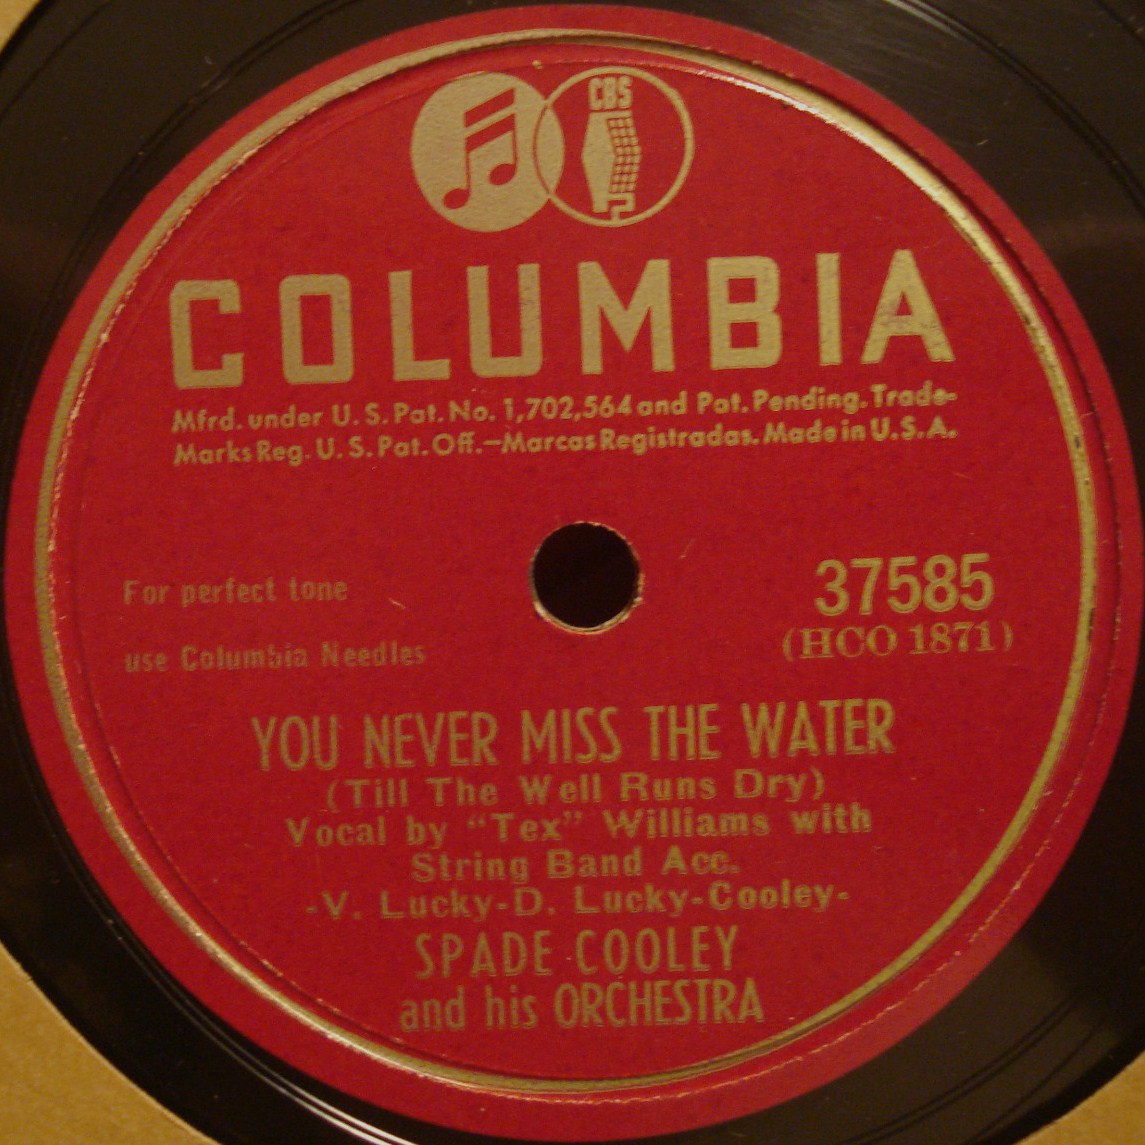 CBS
COLUMBIA
Mfrd. under U.S. Pat. No. 1,702,564 and Pat. Pending. Trade-
Marks Reg. U.S. Pat. Off.—Marcas Registradas. Made in U.S.A.
For perfect tone
use Columbia Needles
37585
(HCO 1871)
YOU NEVER MISS THE WATER
(Till The Well Runs Dry)
Vocal by "Tex" Williams with
String Band Acc.
-V. Lucky-D. Lucky-Cooley-
SPADE COOLEY
and his ORCHESTRA